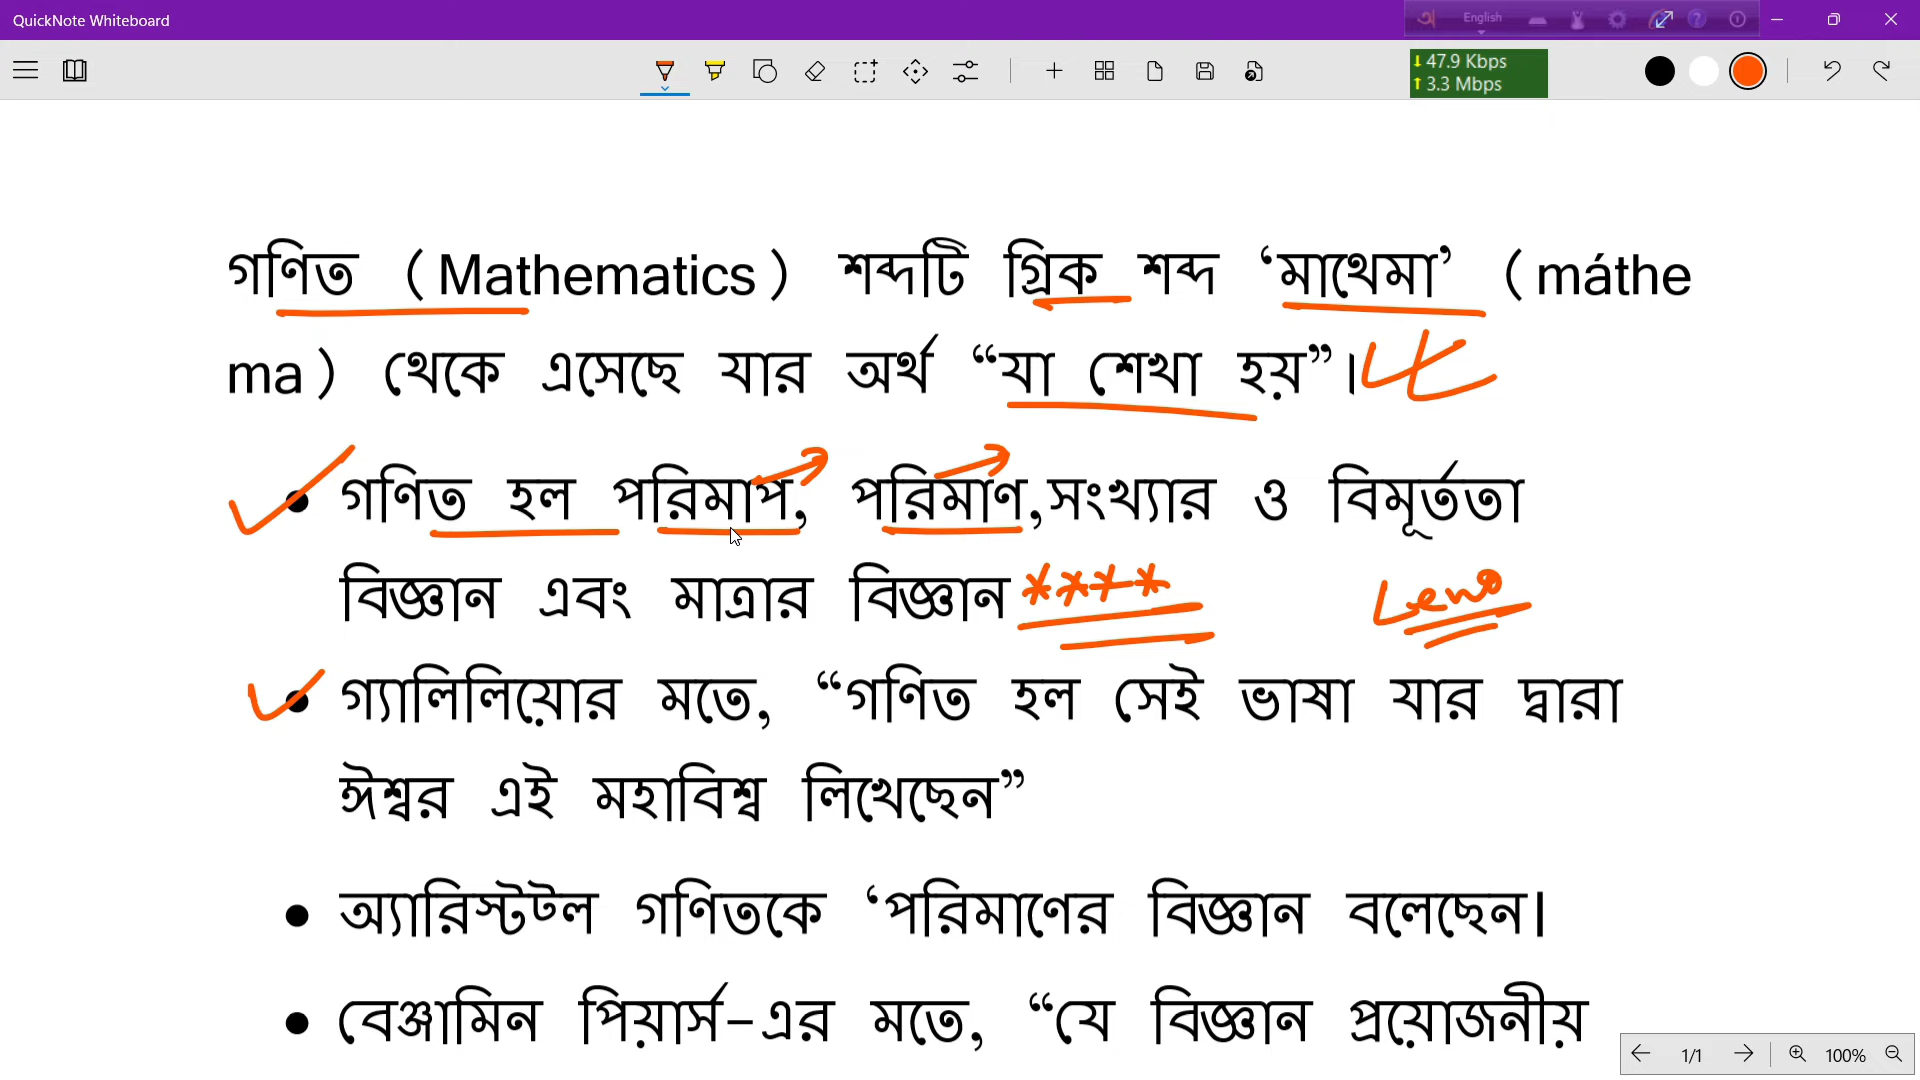 QuickNote Whiteboard
English
47.9 Kbps
3.3 Mbps
গণিত (Mathematics) শব্দটি গ্রিক শব্দ ‘মাথেমা’ (máthe
ma) থেকে এসেছে যার অর্থ “যা শেখা হয়”।
• গণিত হল পরিমাপ, পরিমাণ,সংখ্যার ও বিমূর্ততা
বিজ্ঞান এবং মাত্রার বিজ্ঞান ****
• গ্যালিলিয়োর মতে, “গণিত হল সেই ভাষা যার দ্বারা
ঈশ্বর এই মহাবিশ্ব লিখেছেন”
• অ্যারিস্টটল গণিতকে ‘পরিমাণের বিজ্ঞান বলেছেন।
• বেঞ্জামিন পিয়ার্স-এর মতে, “যে বিজ্ঞান প্রয়োজনীয়
1/1
100%